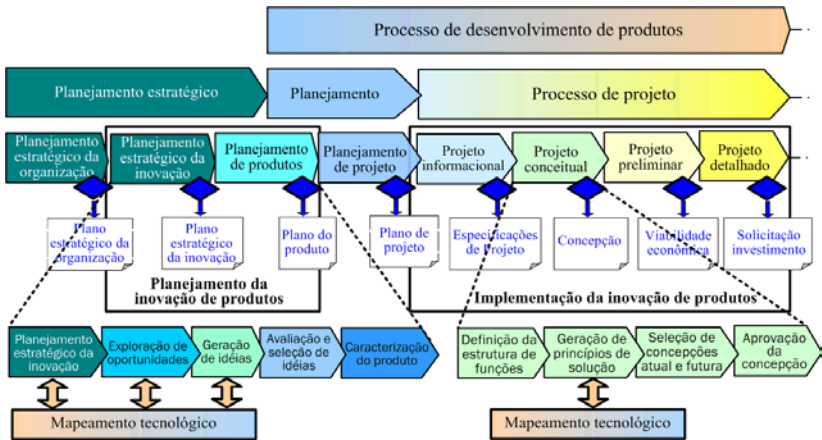 Processo de desenvolvimento de produtos
Planejamento estratégico
Planejamento
Processo de projeto
Planejamento
estratégico da
organização
Planejamento
estratégico da
inovação
Planejamento
de produtos
Planejamento
de projeto
Projeto
informacional
Projeto
conceitual
Projeto
preliminar
Projeto
detalhado
Plano
estratégico da
organização
Plano
estratégico
da inovação
Plano do
produto
Plano de
projeto
Especificações
de Projeto
Concepção
Viabilidade
econômica
Solicitação
investimento
Planejamento da
inovação de produtos
Implementação da inovação de produtos
Planejamento
estratégico da
inovação
Exploração de
oportunidades
Geração
de idéias
Avaliação e
seleção de
idéias
Caracterização
do produto
Definição da
estrutura de
funções
Geração de
princípios de
solução
Seleção de
concepções
atual e futura
Aprovação
da
concepção
Mapeamento tecnológico
Mapeamento tecnológico